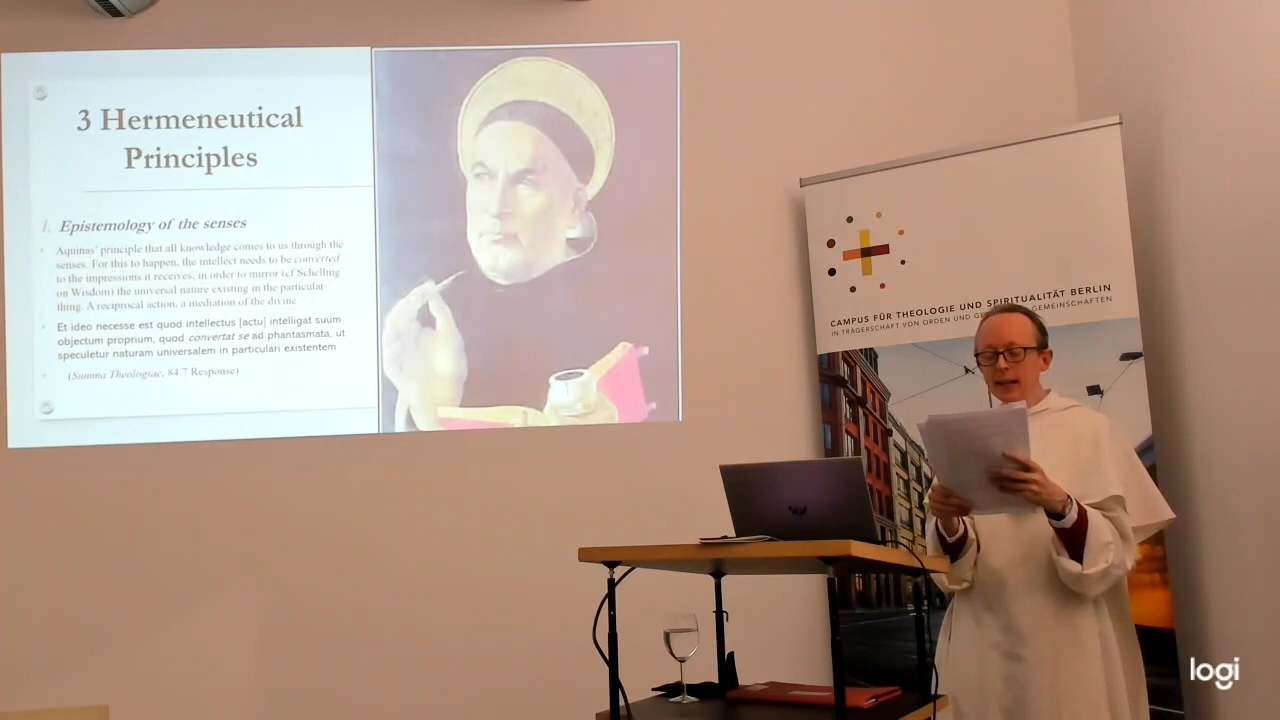 3 Hermeneutical
Principles
1. Epistemology of the senses
Aquinas' principle that all knowledge comes to us through the
senses. For this to happen, the intellect needs to be converted
to the impressions it receives, in order to mirror (cf Schelling
on Wisdom) the universal nature existing in the particular
thing. A reciprocal action, a mediation of the divine
Et ideo necesse est quod intellectus [actu] intelligat suum
objectum proprium, quod convertat se ad phantasmata, ut
speculetur naturam universalem in particulari existentem
(Summa Theologiae, 84 7 Response)
CAMPUS FÜR THEOLOGIE UND SPIRITUALITÄT BERLIN
IN TRÄGERSCHAFT VON ORDEN UND GEMEINSCHAFTEN
logi